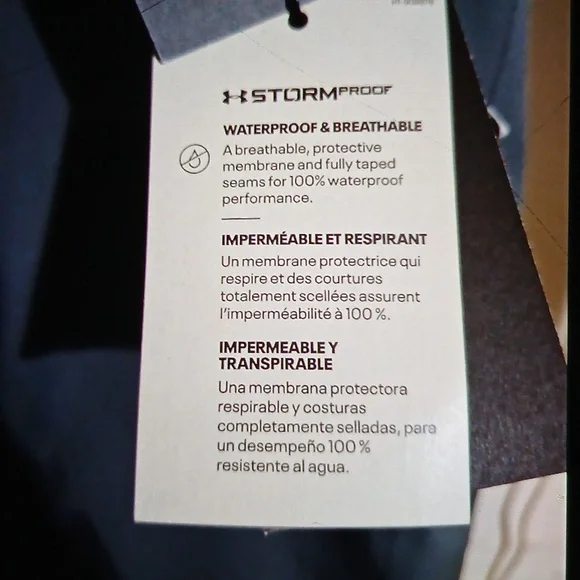 STORMPROOF
WATERPROOF & BREATHABLE
A breathable, protective
membrane and fully taped
seams for 100% waterproof
performance.
IMPERMÉABLE ET RESPIRANT
Un membrane protectrice qui
respire et des courtures
totalement scellées assurent
l'imperméabilité à 100 %.
IMPERMEABLE Y
TRANSPIRABLE
Una membrana protectora
respirable y costuras
completamente selladas, para
un desempeño 100 %
resistente al agua.